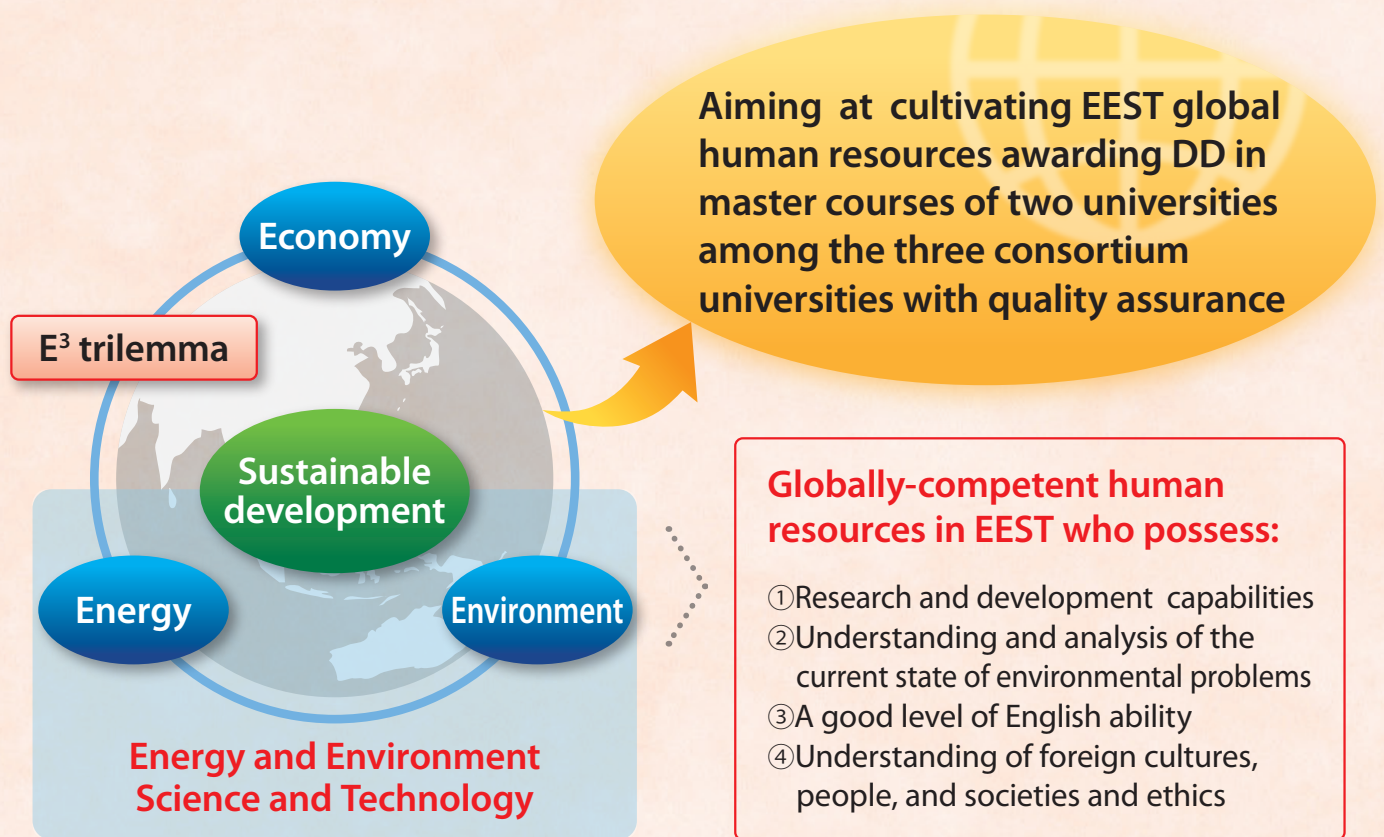 Aiming at cultivating EEST global
human resources awarding DD in
master courses of two universities
among the three consortium
universities with quality assurance
Economy
E³ trilemma
Sustainable
development
Energy
Environment
Energy and Environment
Science and Technology
Globally-competent human
resources in EEST who possess:
①Research and development capabilities
②Understanding and analysis of the
current state of environmental problems
③A good level of English ability
④Understanding of foreign cultures,
people, and societies and ethics